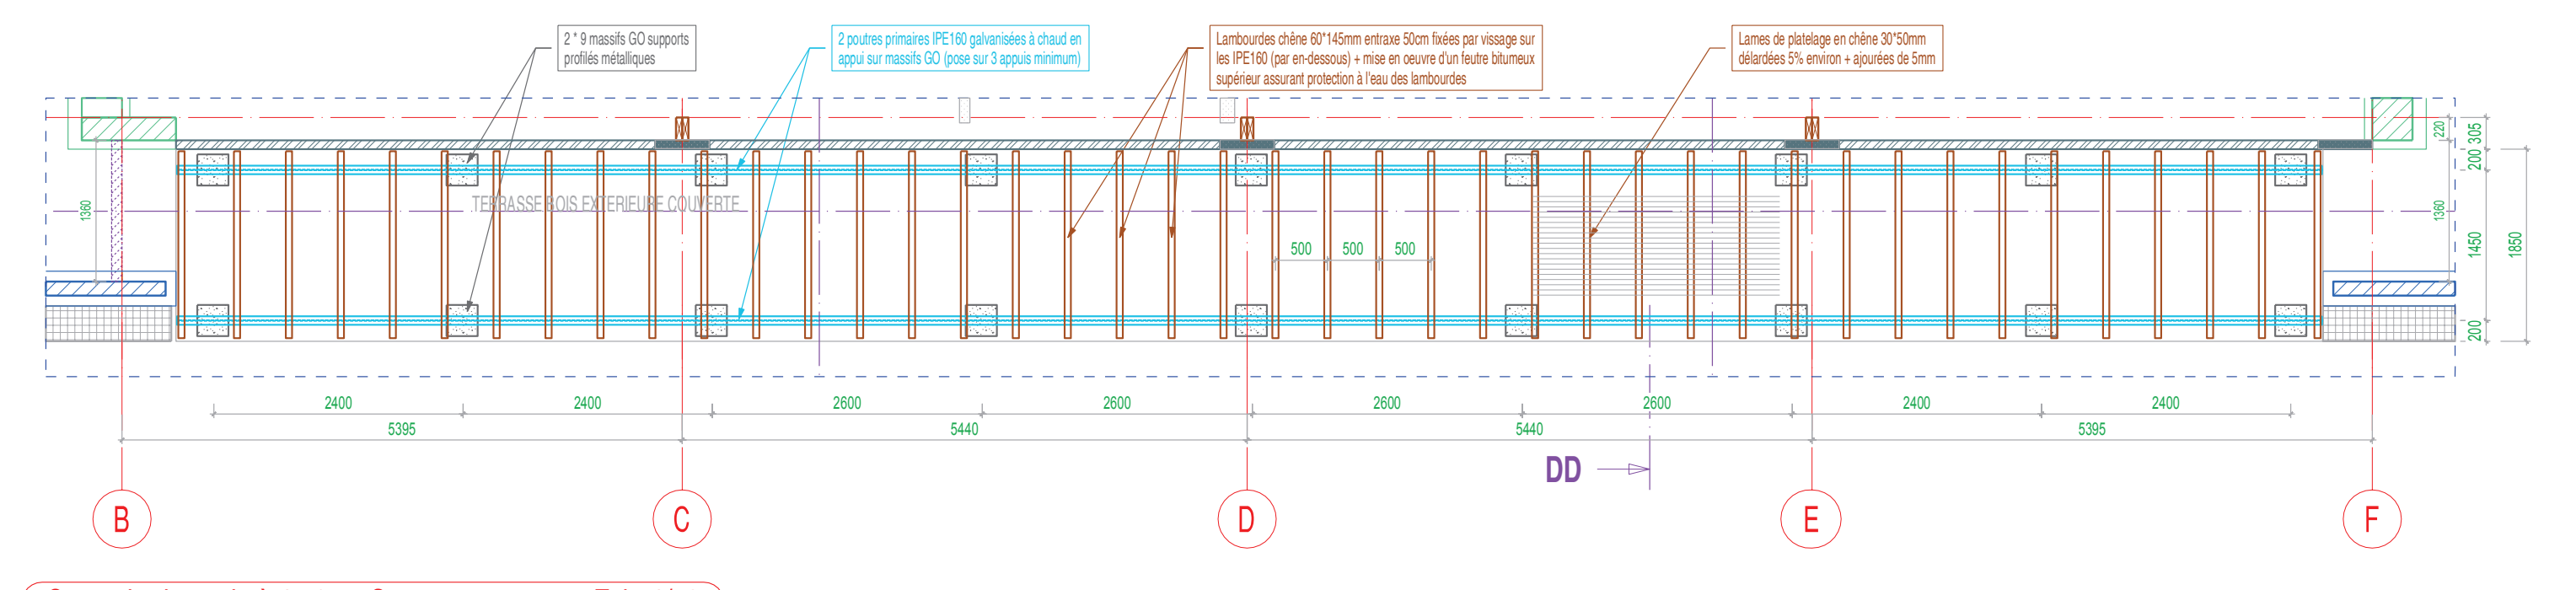 2 * 9 massifs GO supports
profilés métalliques
2 poutres primaires IPE160 galvanisées à chaud en
appui sur massifs GO (pose sur 3 appuis minimum)
Lambourdes chêne 60*145mm entraxe 50cm fixées par vissage sur
les IPE160 (par en-dessous) + mise en oeuvre d'un feutre bitumeux
supérieur assurant protection à l'eau des lambourdes
Lames de platelage en chêne 30*50mm
délardées 5% environ + ajourées de 5mm
TERRASSE BOIS EXTERIEURE COUVERTE
1360
500 500 500
220
305
200
1360
1450
1850
200
2400 2400 2600 2600 2600 2600 2400 2400
5395 5440 5440 5395
DD
B C D E F